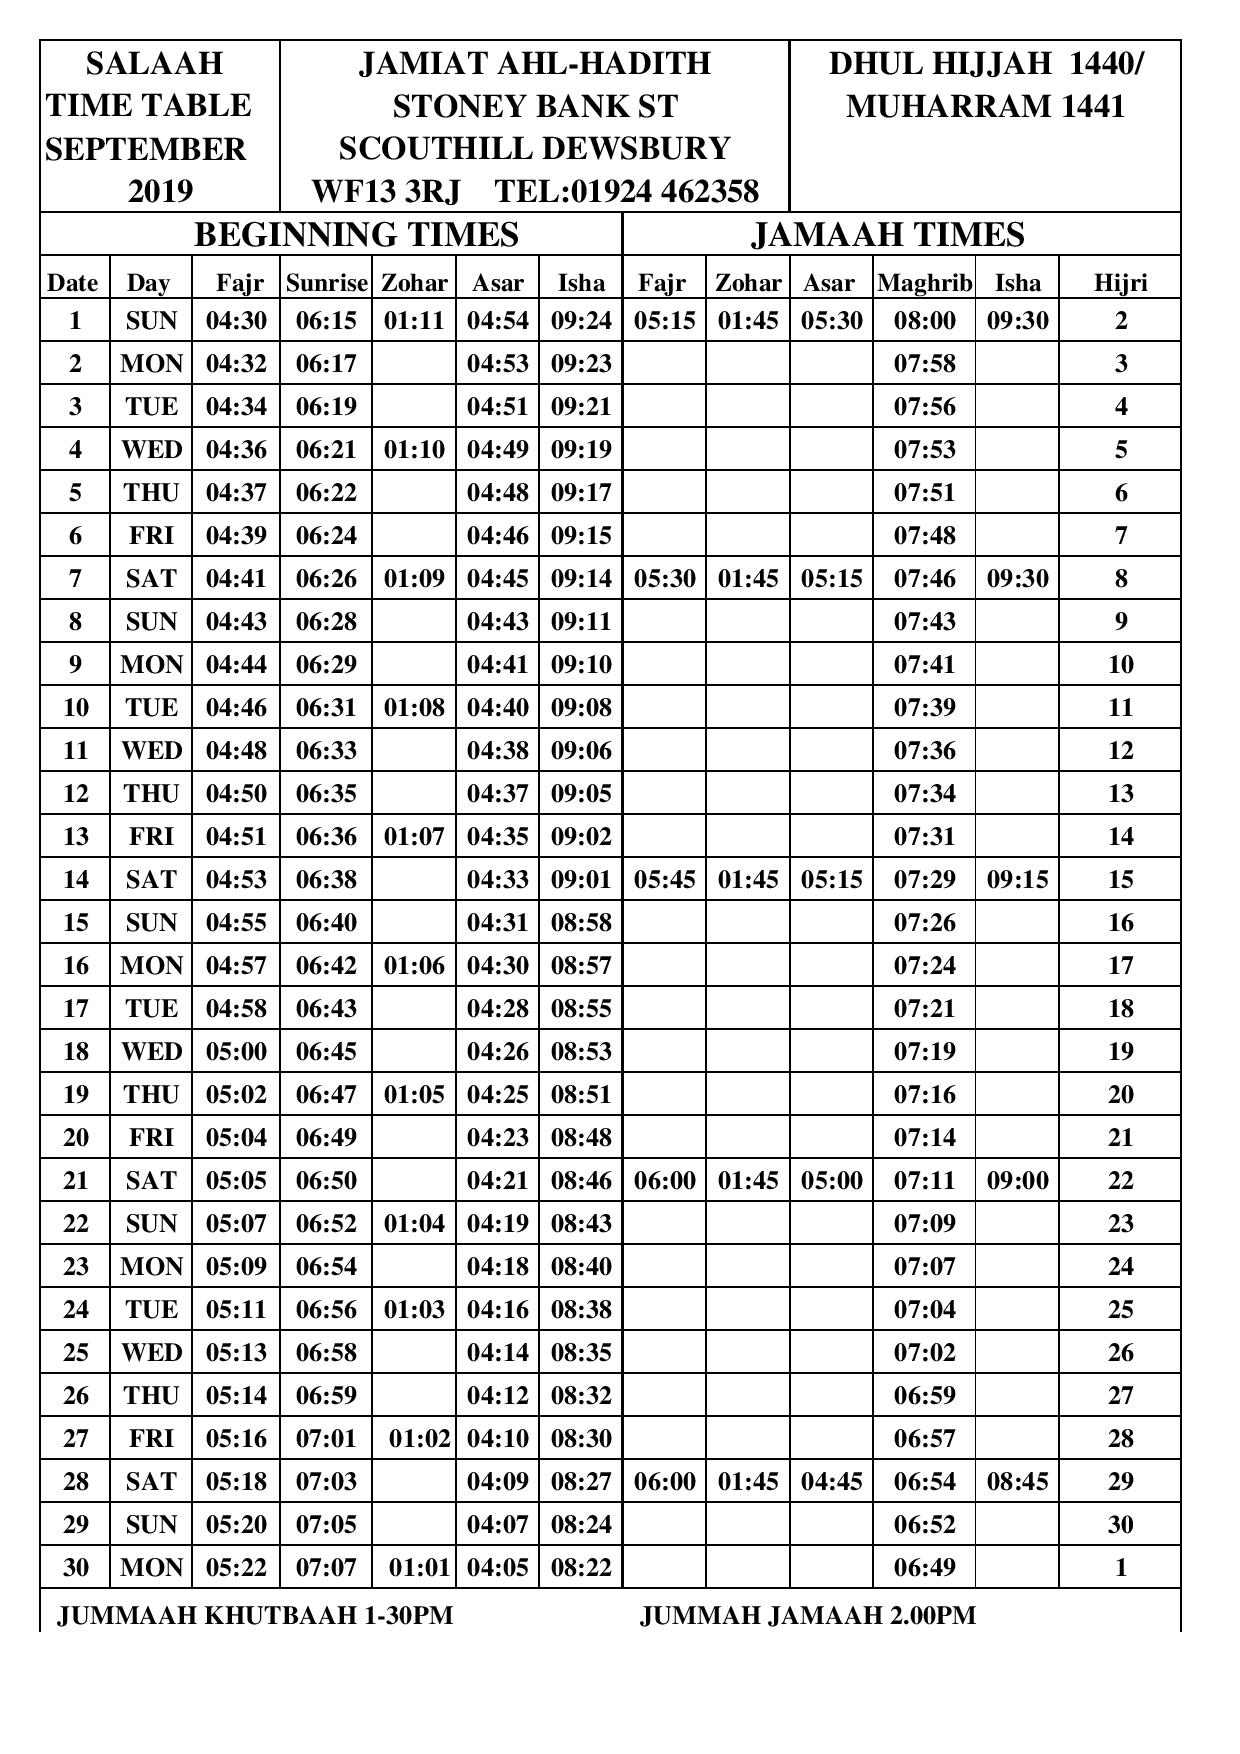 SALAAH
TIME TABLE
SEPTEMBER
2019
JAMIAT AHL-HADITH
STONEY BANK ST
SCOUTHILL DEWSBURY
WF13 3RJ TEL:01924 462358
DHUL HIJJAH 1440/
MUHARRAM 1441
BEGINNING TIMES JAMAAH TIMES
Date Day Fajr Sunrise Zohar Asar Isha Fajr Zohar Asar Maghrib Isha Hijri
1 SUN 04:30 06:15 01:11 04:54 09:24 05:15 01:45 05:30 08:00 09:30 2
2 MON 04:32 06:17 04:53 09:23 07:58 3
3 TUE 04:34 06:19 04:51 09:21 07:56 4
4 WED 04:36 06:21 01:10 04:49 09:19 07:53 5
5 THU 04:37 06:22 04:48 09:17 07:51 6
6 FRI 04:39 06:24 04:46 09:15 07:48 7
7 SAT 04:41 06:26 01:09 04:45 09:14 05:30 01:45 05:15 07:46 09:30 8
8 SUN 04:43 06:28 04:43 09:11 07:43 9
9 MON 04:44 06:29 04:41 09:10 07:41 10
10 TUE 04:46 06:31 01:08 04:40 09:08 07:39 11
11 WED 04:48 06:33 04:38 09:06 07:36 12
12 THU 04:50 06:35 04:37 09:05 07:34 13
13 FRI 04:51 06:36 01:07 04:35 09:02 07:31 14
14 SAT 04:53 06:38 04:33 09:01 05:45 01:45 05:15 07:29 09:15 15
15 SUN 04:55 06:40 04:31 08:58 07:26 16
16 MON 04:57 06:42 01:06 04:30 08:57 07:24 17
17 TUE 04:58 06:43 04:28 08:55 07:21 18
18 WED 05:00 06:45 04:26 08:53 07:19 19
19 THU 05:02 06:47 01:05 04:25 08:51 07:16 20
20 FRI 05:04 06:49 04:23 08:48 07:14 21
21 SAT 05:05 06:50 04:21 08:46 06:00 01:45 05:00 07:11 09:00 22
22 SUN 05:07 06:52 01:04 04:19 08:43 07:09 23
23 MON 05:09 06:54 04:18 08:40 07:07 24
24 TUE 05:11 06:56 01:03 04:16 08:38 07:04 25
25 WED 05:13 06:58 04:14 08:35 07:02 26
26 THU 05:14 06:59 04:12 08:32 06:59 27
27 FRI 05:16 07:01 01:02 04:10 08:30 06:57 28
28 SAT 05:18 07:03 04:09 08:27 06:00 01:45 04:45 06:54 08:45 29
29 SUN 05:20 07:05 04:07 08:24 06:52 30
30 MON 05:22 07:07 01:01 04:05 08:22 06:49 1
JUMMAAH KHUTBAAH 1-30PM JUMMAH JAMAAH 2.00PM